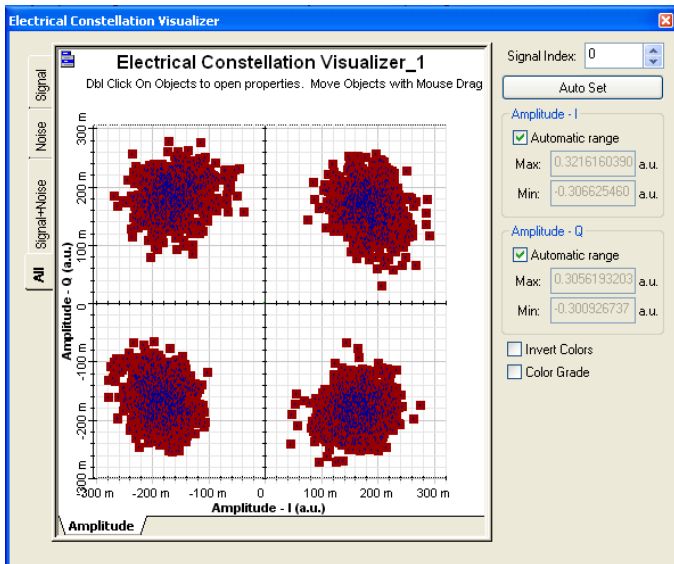 Electrical Constellation Visualizer
Signal
Noise
Signal+Noise
All
Electrical Constellation Visualizer_1
Dbl Click On Objects to open properties. Move Objects with Mouse Drag
Amplitude - Q (a.u.)
300 m
200 m
100 m
0
-100 m
-200 m
-300 m
-300 m -200 m -100 m 0 100 m 200 m 300 m
Amplitude - I (a.u.)
Amplitude
Signal Index: 0
Auto Set
Amplitude - I
Automatic range
Max: 0.3216160390 a.u.
Min: -0.306625460 a.u.
Amplitude - Q
Automatic range
Max: 0.3056193203 a.u.
Min: -0.300926737 a.u.
Invert Colors
Color Grade